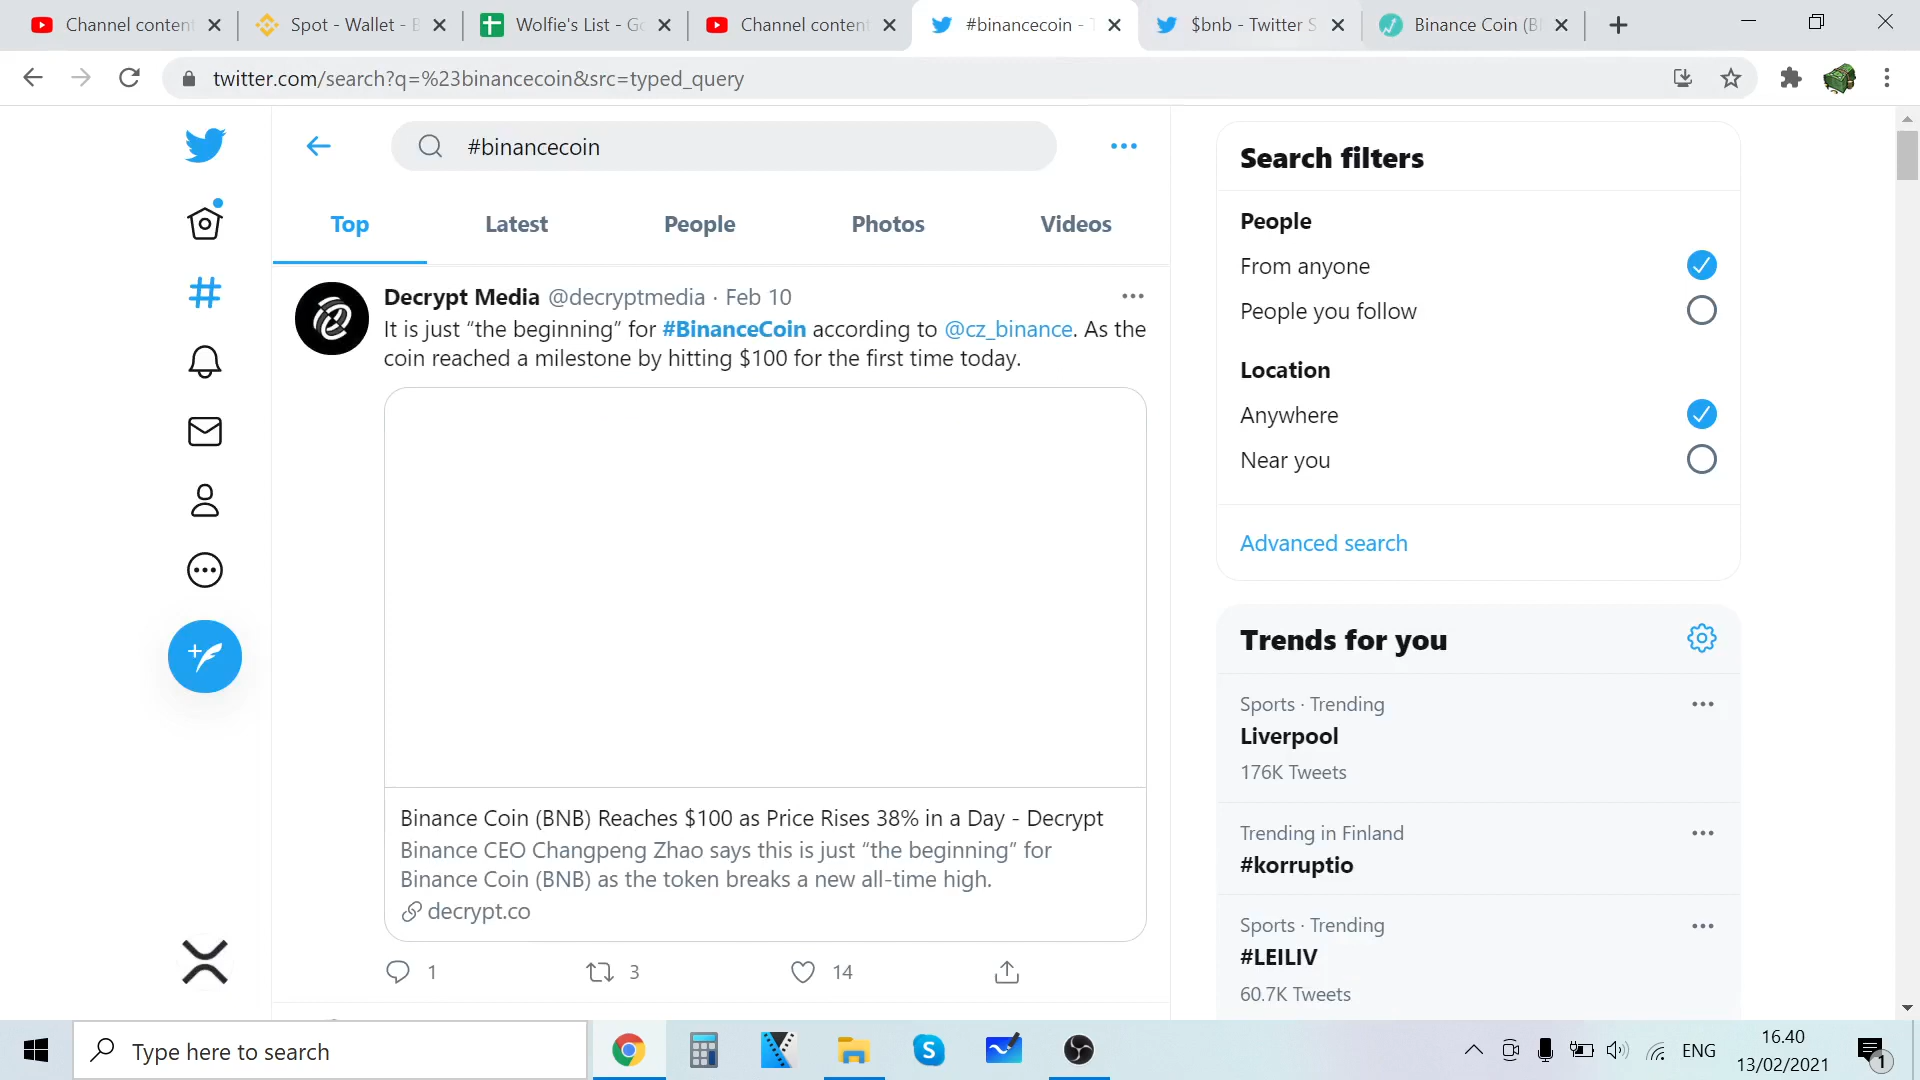 Channel content
Spot - Wallet - B
Wolfie's List - Go
Channel content
#binancecoin - T
$bnb - Twitter S
Binance Coin (B
twitter.com/search?q=%23binancecoin&src=typed_query
#binancecoin
Top
Latest
People
Photos
Videos
Decrypt Media @decryptmedia · Feb 10
It is just “the beginning” for #BinanceCoin according to @cz_binance. As the
coin reached a milestone by hitting $100 for the first time today.
Binance Coin (BNB) Reaches $100 as Price Rises 38% in a Day - Decrypt
Binance CEO Changpeng Zhao says this is just “the beginning” for
Binance Coin (BNB) as the token breaks a new all-time high.
decrypt.co
1
3
14
Search filters
People
From anyone
People you follow
Location
Anywhere
Near you
Advanced search
Trends for you
Sports · Trending
Liverpool
176K Tweets
Trending in Finland
#korruptio
Sports · Trending
#LEILIV
60.7K Tweets
Type here to search
ENG
16.40
13/02/2021
1